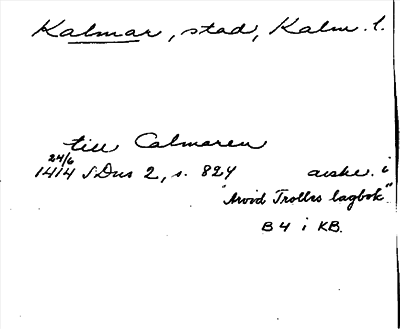 Kalmar, stad, Kalm. l.
till Calmaren
24/6
1414 SDns 2, s. 824 avskr. i
"Arvid Trolles lagbok"
B 4 i KB.